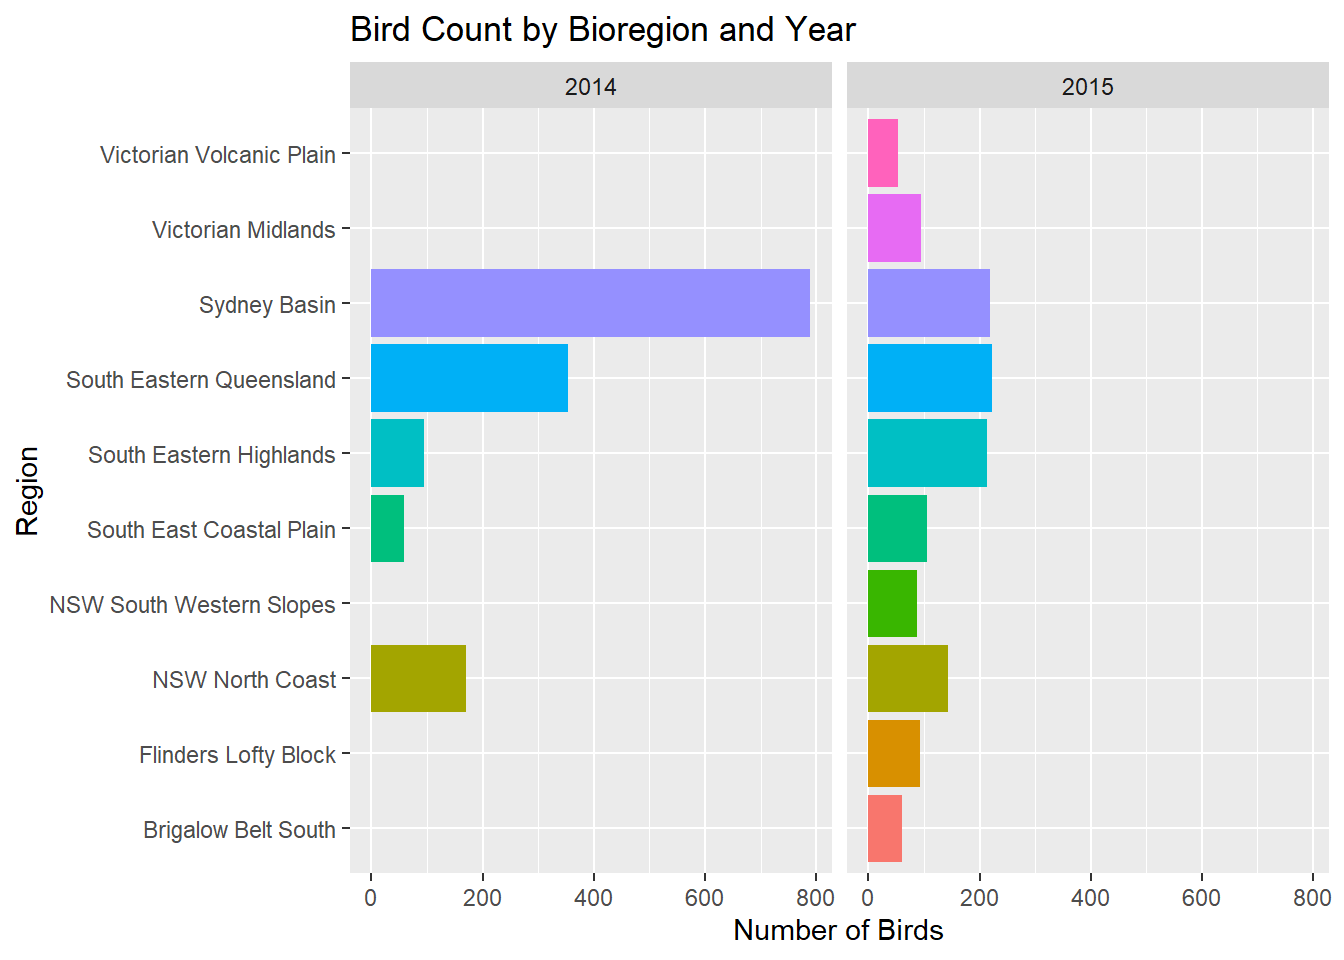 Bird Count by Bioregion and Year
2014
2015
Region
Victorian Volcanic Plain
Victorian Midlands
Sydney Basin
South Eastern Queensland
South Eastern Highlands
South East Coastal Plain
NSW South Western Slopes
NSW North Coast
Flinders Lofty Block
Brigalow Belt South
0 200 400 600 800
0 200 400 600 800
Number of Birds